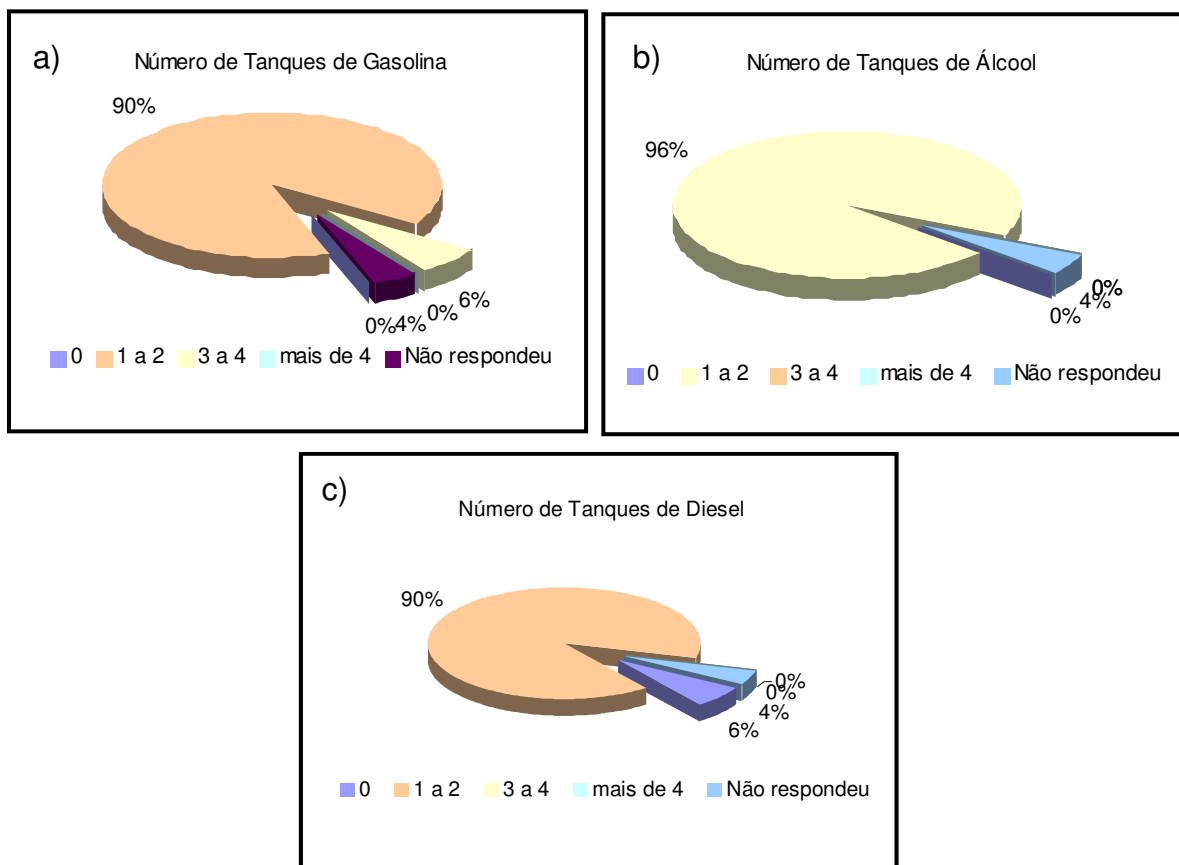 a)
Número de Tanques de Gasolina
90%
6%
0%
4%
0%
0 1 a 2 3 a 4 mais de 4 Não respondeu
b)
Número de Tanques de Álcool
96%
0%
0%
4%
0%
0 1 a 2 3 a 4 mais de 4 Não respondeu
c)
Número de Tanques de Diesel
90%
0%
0%
4%
6%
0 1 a 2 3 a 4 mais de 4 Não respondeu